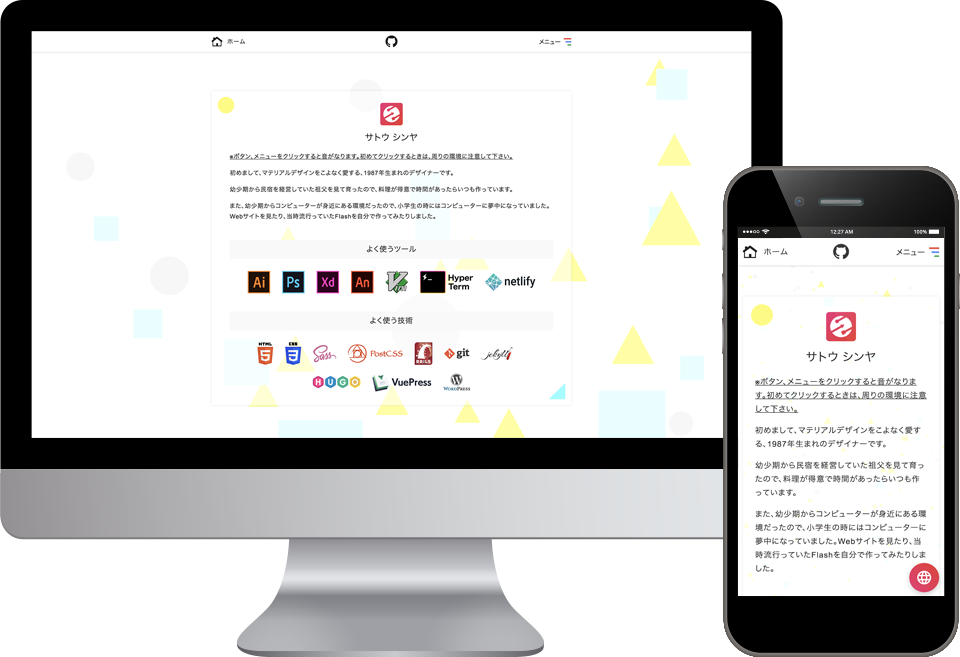 ホーム
メニュー
サトウ シンヤ
※ボタン、メニューをクリックすると音がなります。初めてクリックするときは、周りの環境に注意して下さい。
初めまして、マテリアルデザインをこよなく愛する、1987年生まれのデザイナーです。
幼少期から民宿を経営していた祖父を見て育ったので、料理が得意で時間があったらいつも作っています。
また、幼少期からコンピューターが身近にある環境だったので、小学生の時にはコンピューターに夢中になっていました。
Webサイトを見たり、当時流行っていたFlashを自分で作ってみたりしました。
よく使うツール
Ai
Ps
Xd
An
Hyper
Term
netlify
よく使う技術
HTML
5
CSS
3
Sass
PostCSS
RAILS
git
jekyll
HUGO
VuePress
WORDPRESS
12:27 AM
100%
ホーム
メニュー
サトウ シンヤ
※ボタン、メニューをクリックすると音がなりま
す。初めてクリックするときは、周りの環境に注意
して下さい。
初めまして、マテリアルデザインをこよなく愛す
る、1987年生まれのデザイナーです。
幼少期から民宿を経営していた祖父を見て育っ
たので、料理が得意で時間があったらいつも作
っています。
また、幼少期からコンピューターが身近にある環
境だったので、小学生の時にはコンピューターに
夢中になっていました。Webサイトを見たり、当
時流行っていたFlashを自分で作ってみたりしま
した。